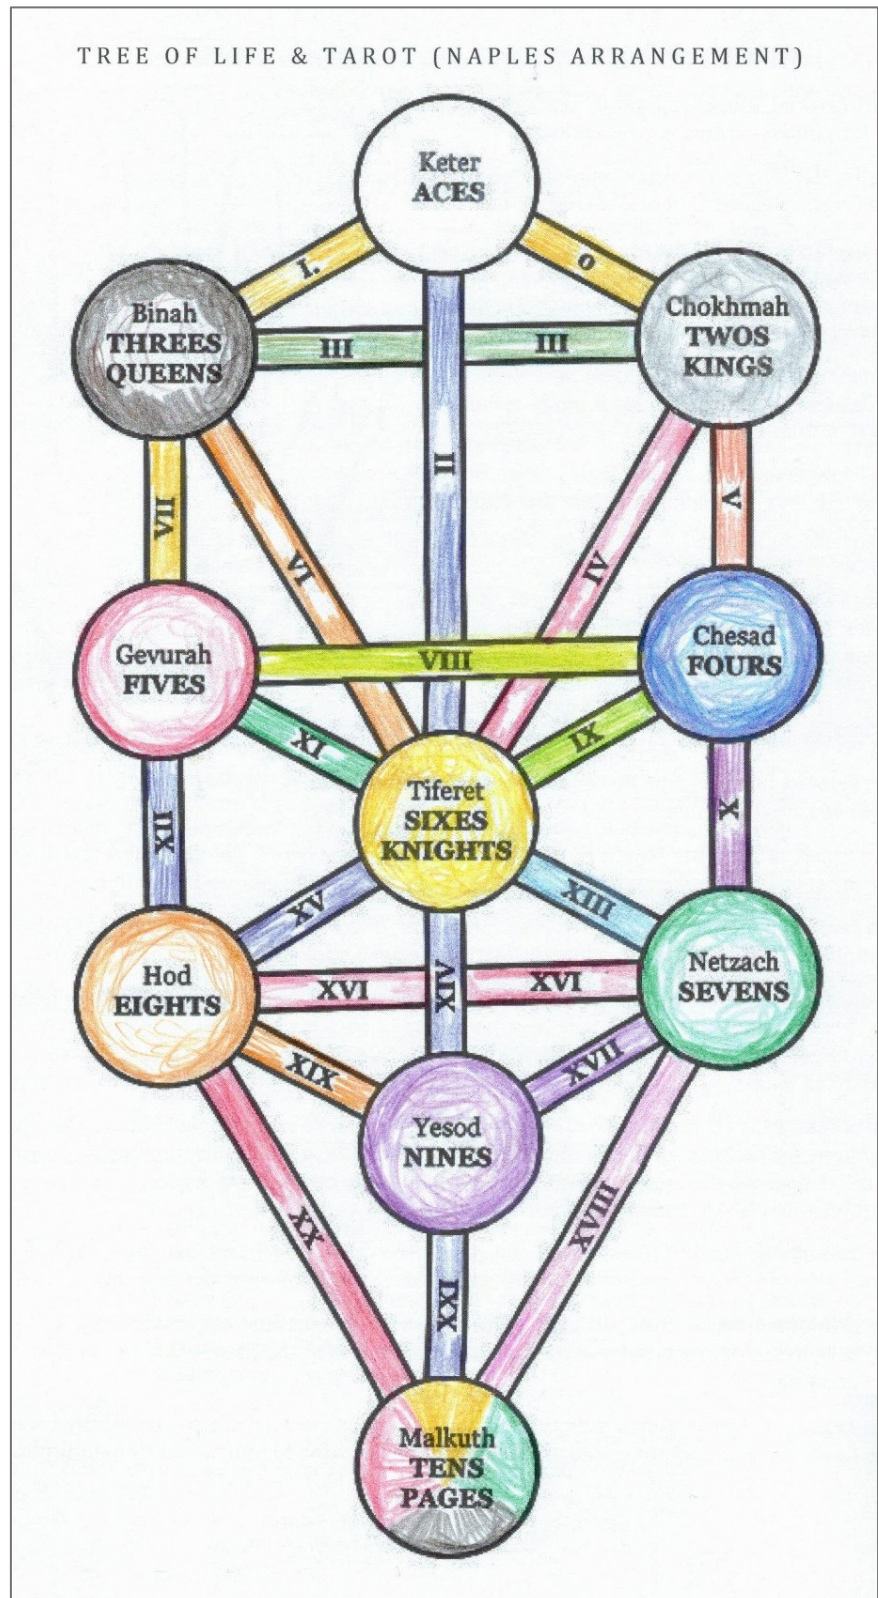 TREE OF LIFE & TAROT (NAPLES ARRANGEMENT)
Keter
ACES
I.
0
Binah
THREES
QUEENS
Chokhmah
TWOS
KINGS
III
III
II
VII
VI
IV
V
Gevurah
FIVES
VIII
Chesad
FOURS
XI
IX
Tiferet
SIXES
KNIGHTS
XII
X
XV
XIII
Hod
EIGHTS
XVI
XIV
XVI
Netzach
SEVENS
XIX
XVII
Yesod
NINES
XX
XVIII
XXI
Malkuth
TENS
PAGES